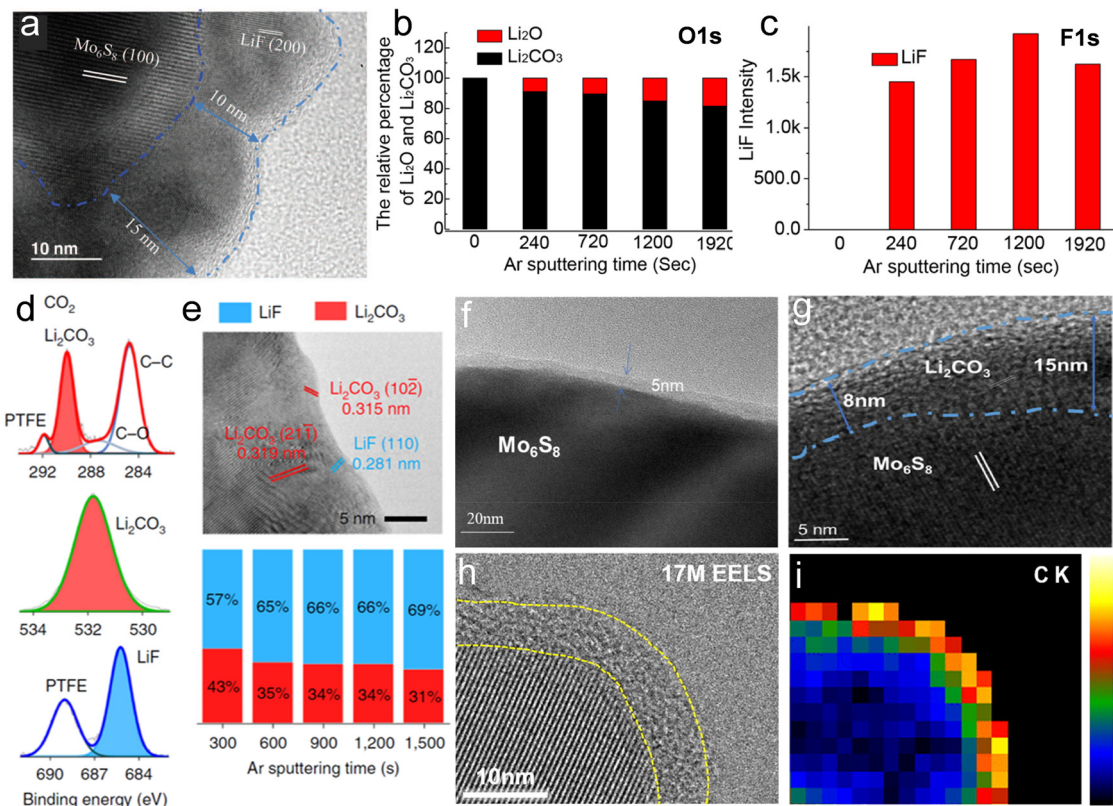 a
Mo₆S₈ (100)
LiF (200)
10 nm
15 nm
10 nm
b
O1s
Li₂O
Li₂CO₃
The relative percentage
of Li₂O and Li₂CO₃
120
100
80
60
40
20
0
0 240 720 1200 1920
Ar sputtering time (Sec)
c
F1s
LiF
LiF Intensity
1.5k
1.0k
500.0
0.0
0 240 720 1200 1920
Ar sputtering time (sec)
d
CO₂
Li₂CO₃
C–C
PTFE
C–O
292 288 284
Li₂CO₃
534 532 530
LiF
PTFE
690 687 684
Binding energy (eV)
e
LiF
Li₂CO₃
Li₂CO₃ (102̄)
0.315 nm
Li₂CO₃ (21̄1̄)
0.319 nm
LiF (110)
0.281 nm
5 nm
57% 65% 66% 66% 69%
43% 35% 34% 34% 31%
300 600 900 1,200 1,500
Ar sputtering time (s)
f
5nm
Mo₆S₈
20nm
g
Li₂CO₃
15nm
8nm
Mo₆S₈
5 nm
h
17M EELS
10nm
i
C K